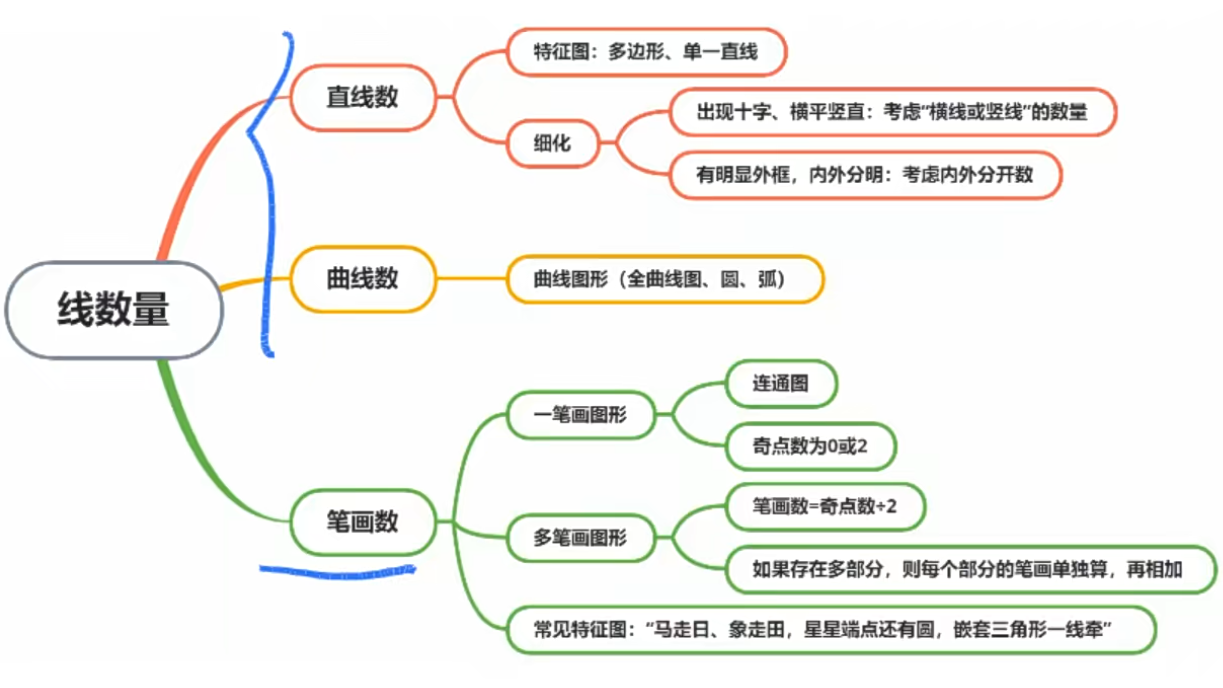 线数量
直线数
特征图：多边形、单一直线
细化
出现十字、横平竖直：考虑“横线或竖线”的数量
有明显外框，内外分明：考虑内外分开数
曲线数
曲线图形（全曲线图、圆、弧）
笔画数
一笔画图形
连通图
奇点数为0或2
多笔画图形
笔画数=奇点数÷2
如果存在多部分，则每个部分的笔画单独算，再相加
常见特征图：“马走日、象走田，星星端点还有圆，嵌套三角形一线牵”